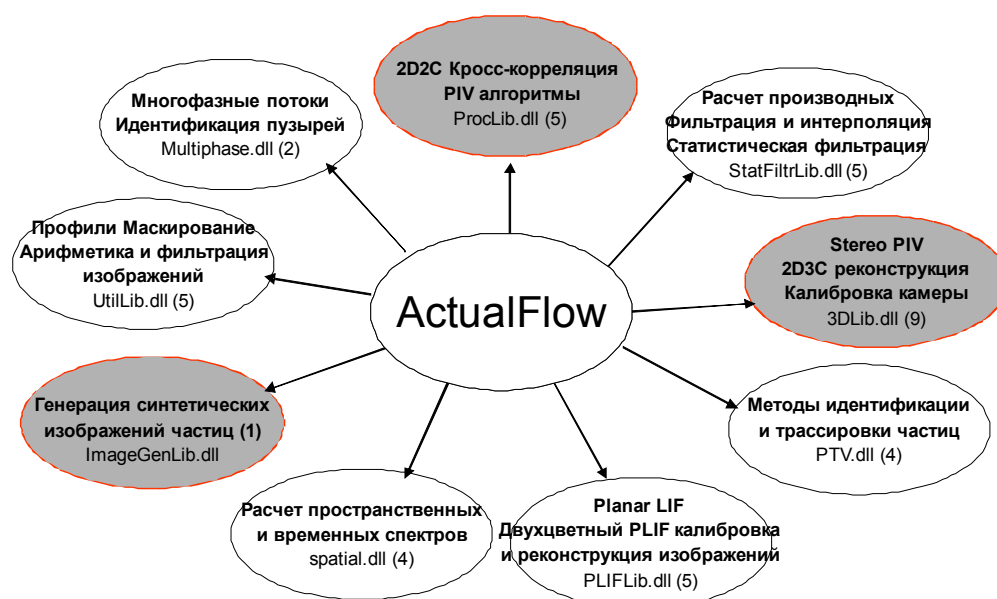 2D2C Кросс-корреляция
PIV алгоритмы
ProcLib.dll (5)
Многофазные потоки
Идентификация пузырей
Multiphase.dll (2)
Расчет производных
Фильтрация и интерполяция
Статистическая фильтрация
StatFiltrLib.dll (5)
Профили Маскирование
Арифметика и фильтрация
изображений
UtilLib.dll (5)
Stereo PIV
2D3C реконструкция
Калибровка камеры
3DLib.dll (9)
ActualFlow
Генерация синтетических
изображений частиц (1)
ImageGenLib.dll
Методы идентификации
и трассировки частиц
PTV.dll (4)
Расчет пространственных
и временных спектров
spatial.dll (4)
Planar LIF
Двухцветный PLIF калибровка
и реконструкция изображений
PLIFLib.dll (5)